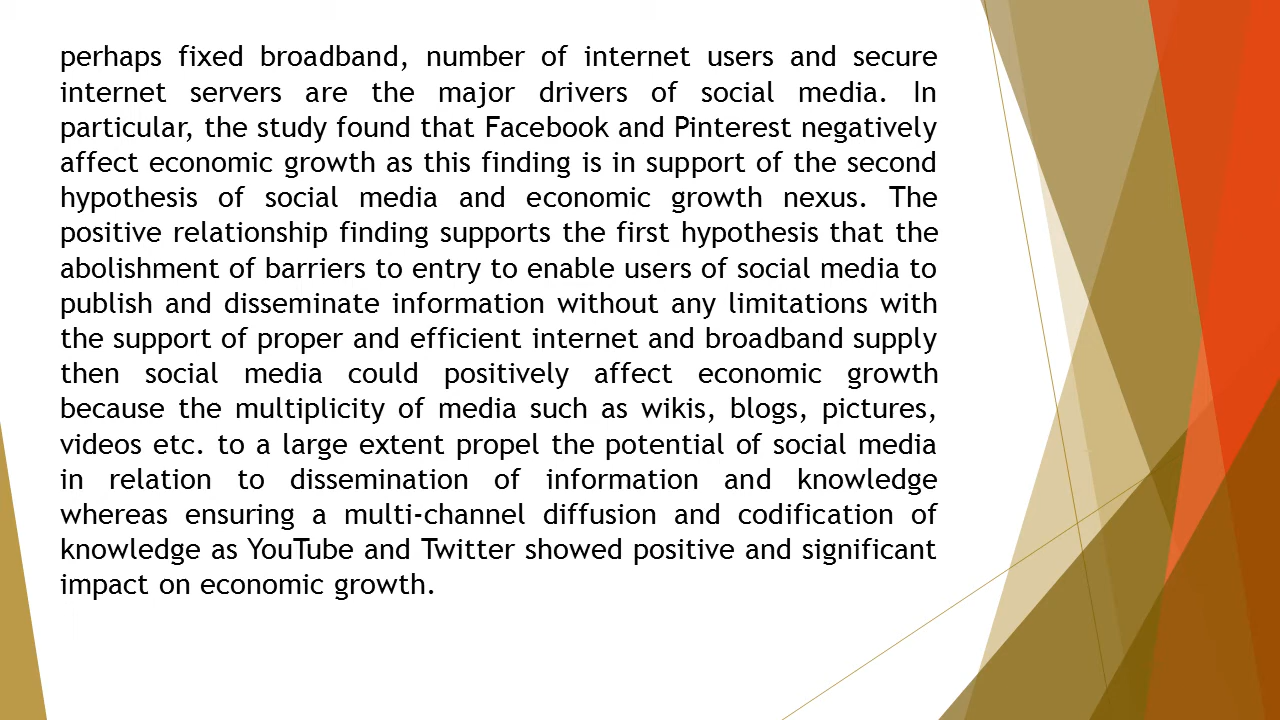 perhaps fixed broadband, number of internet users and secure
internet servers are the major drivers of social media. In
particular, the study found that Facebook and Pinterest negatively
affect economic growth as this finding is in support of the second
hypothesis of social media and economic growth nexus. The
positive relationship finding supports the first hypothesis that the
abolishment of barriers to entry to enable users of social media to
publish and disseminate information without any limitations with
the support of proper and efficient internet and broadband supply
then social media could positively affect economic growth
because the multiplicity of media such as wikis, blogs, pictures,
videos etc. to a large extent propel the potential of social media
in relation to dissemination of information and knowledge
whereas ensuring a multi-channel diffusion and codification of
knowledge as YouTube and Twitter showed positive and significant
impact on economic growth.